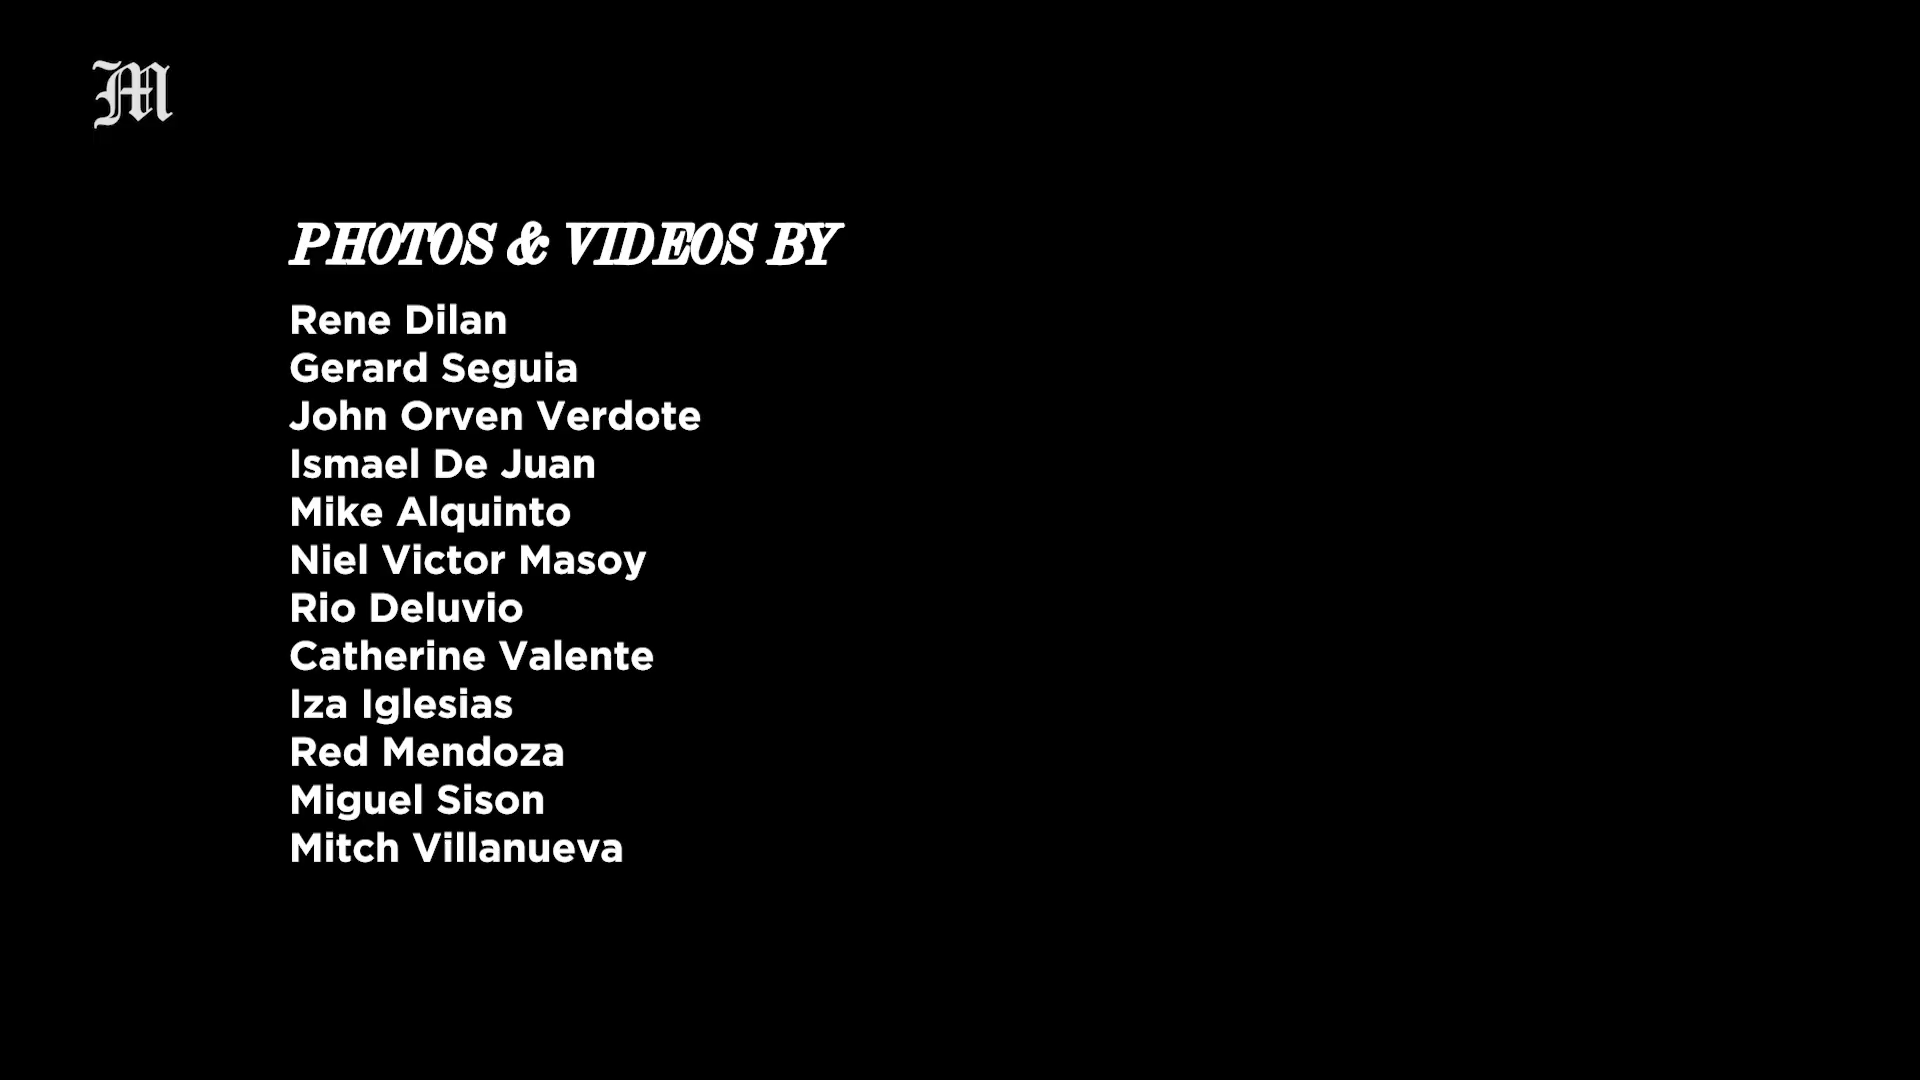 M
PHOTOS & VIDEOS BY
Rene Dilan
Gerard Seguia
John Orven Verdote
Ismael De Juan
Mike Alquinto
Niel Victor Masoy
Rio Deluvio
Catherine Valente
Iza Iglesias
Red Mendoza
Miguel Sison
Mitch Villanueva